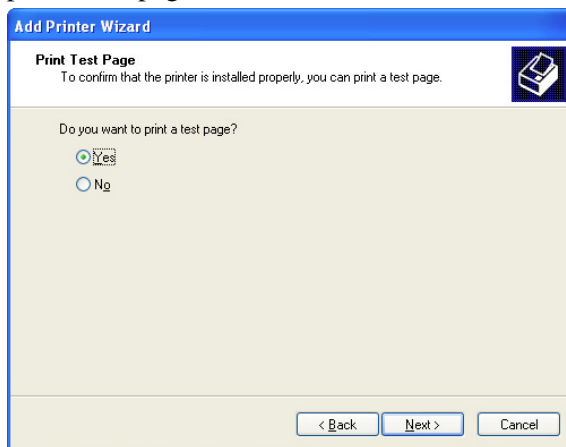 Add Printer Wizard
Print Test Page
To confirm that the printer is installed properly, you can print a test page.
Do you want to print a test page?
Yes
No
< Back Next > Cancel